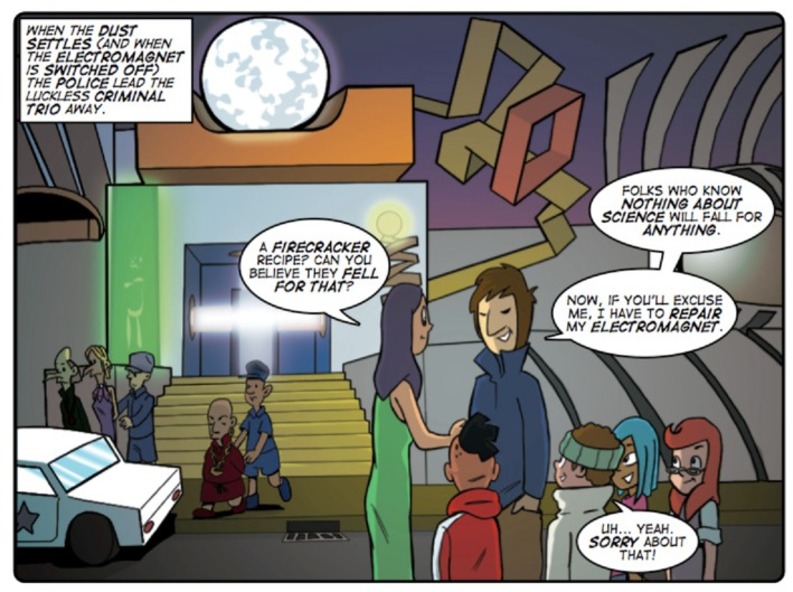 WHEN THE DUST
SETTLES (AND WHEN
THE ELECTROMAGNET
IS SWITCHED OFF)
THE POLICE LEAD THE
LUCKLESS CRIMINAL
TRIO AWAY.
A FIRECRACKER
RECIPE? CAN YOU
BELIEVE THEY FELL
FOR THAT?
FOLKS WHO KNOW
NOTHING ABOUT
SCIENCE WILL FALL FOR
ANYTHING.
NOW, IF YOU'LL EXCUSE
ME, I HAVE TO REPAIR
MY ELECTROMAGNET.
UH... YEAH.
SORRY ABOUT
THAT!